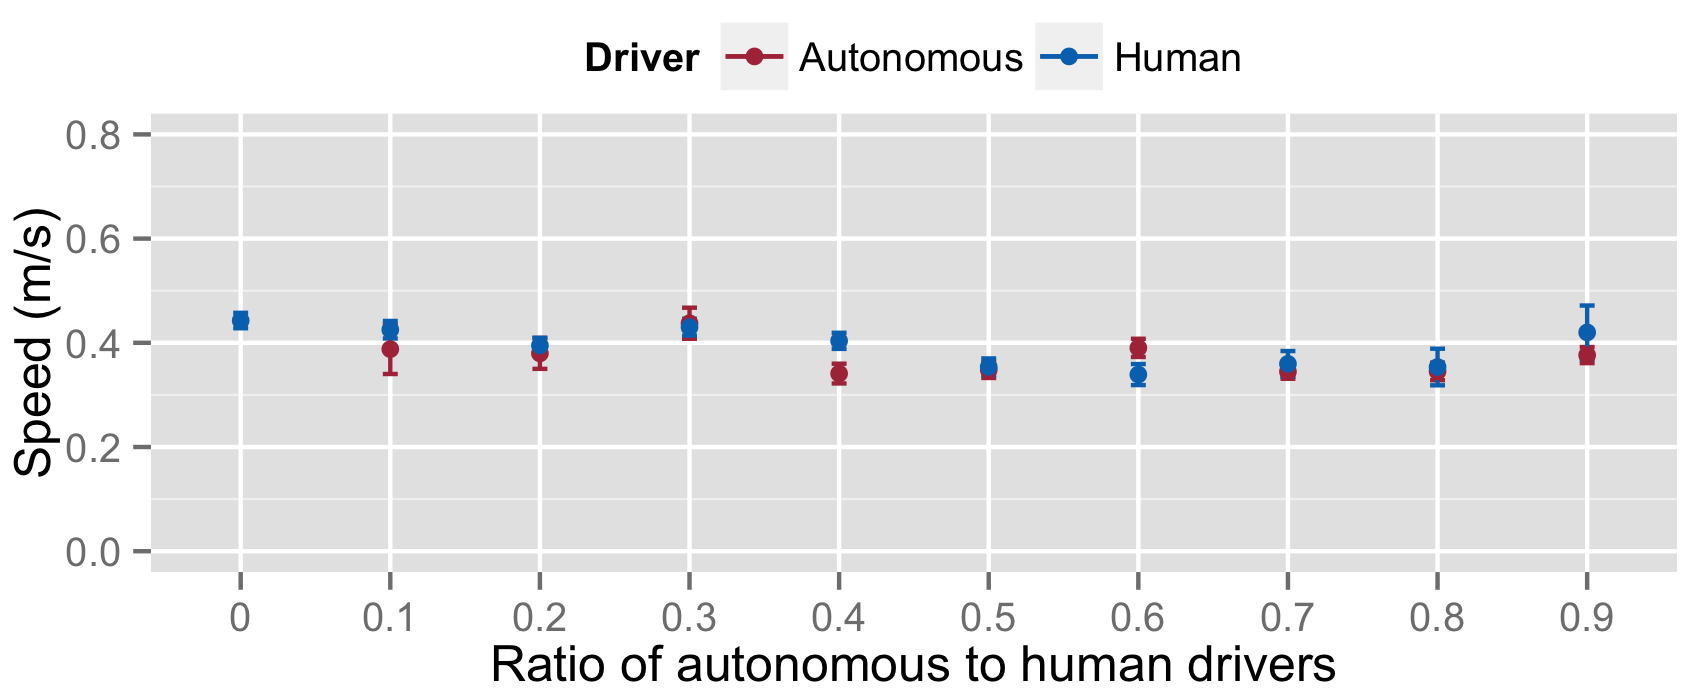 Driver Autonomous Human
0.8
0.6
0.4
0.2
0.0
Speed (m/s)
0 0.1 0.2 0.3 0.4 0.5 0.6 0.7 0.8 0.9
Ratio of autonomous to human drivers